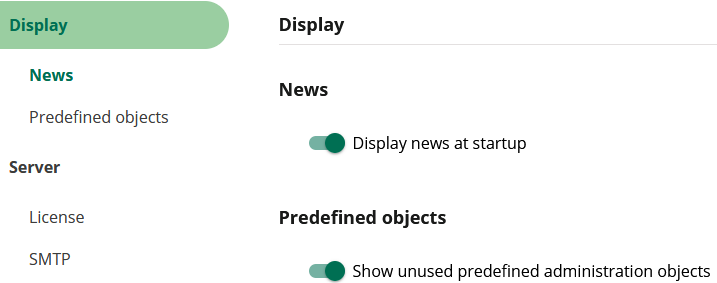 Display
News
Predefined objects
Server
License
SMTP
Display
News
Display news at startup
Predefined objects
Show unused predefined administration objects